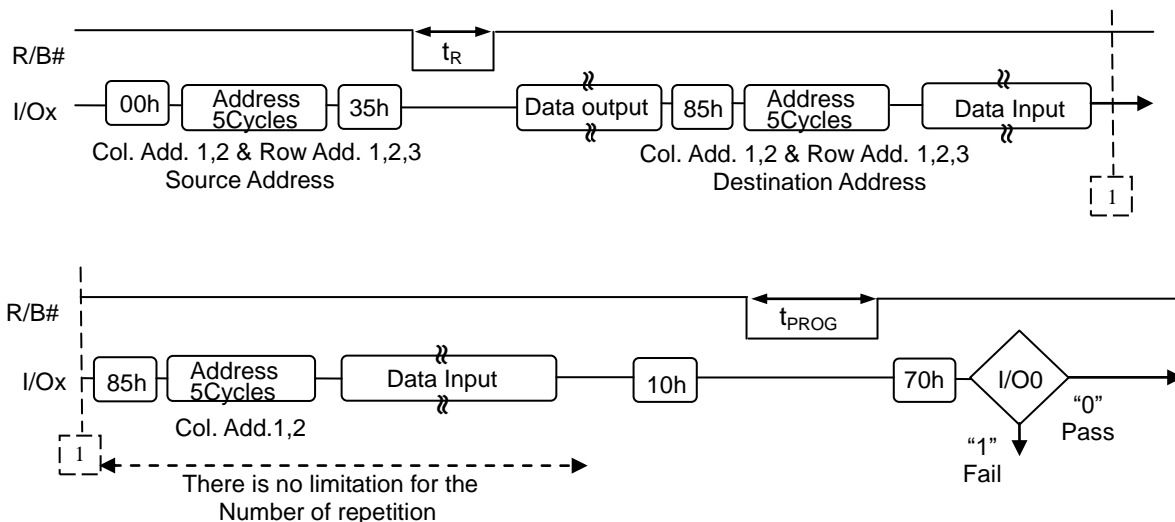 R/B#
tR
I/Ox
00h
Address
5Cycles
35h
Data output
85h
Address
5Cycles
Data Input
Col. Add. 1,2 & Row Add. 1,2,3
Source Address
Col. Add. 1,2 & Row Add. 1,2,3
Destination Address
1
R/B#
tPROG
I/Ox
85h
Address
5Cycles
Data Input
10h
70h
I/O0
Col. Add.1,2
“0”
Pass
“1”
Fail
1
There is no limitation for the
Number of repetition